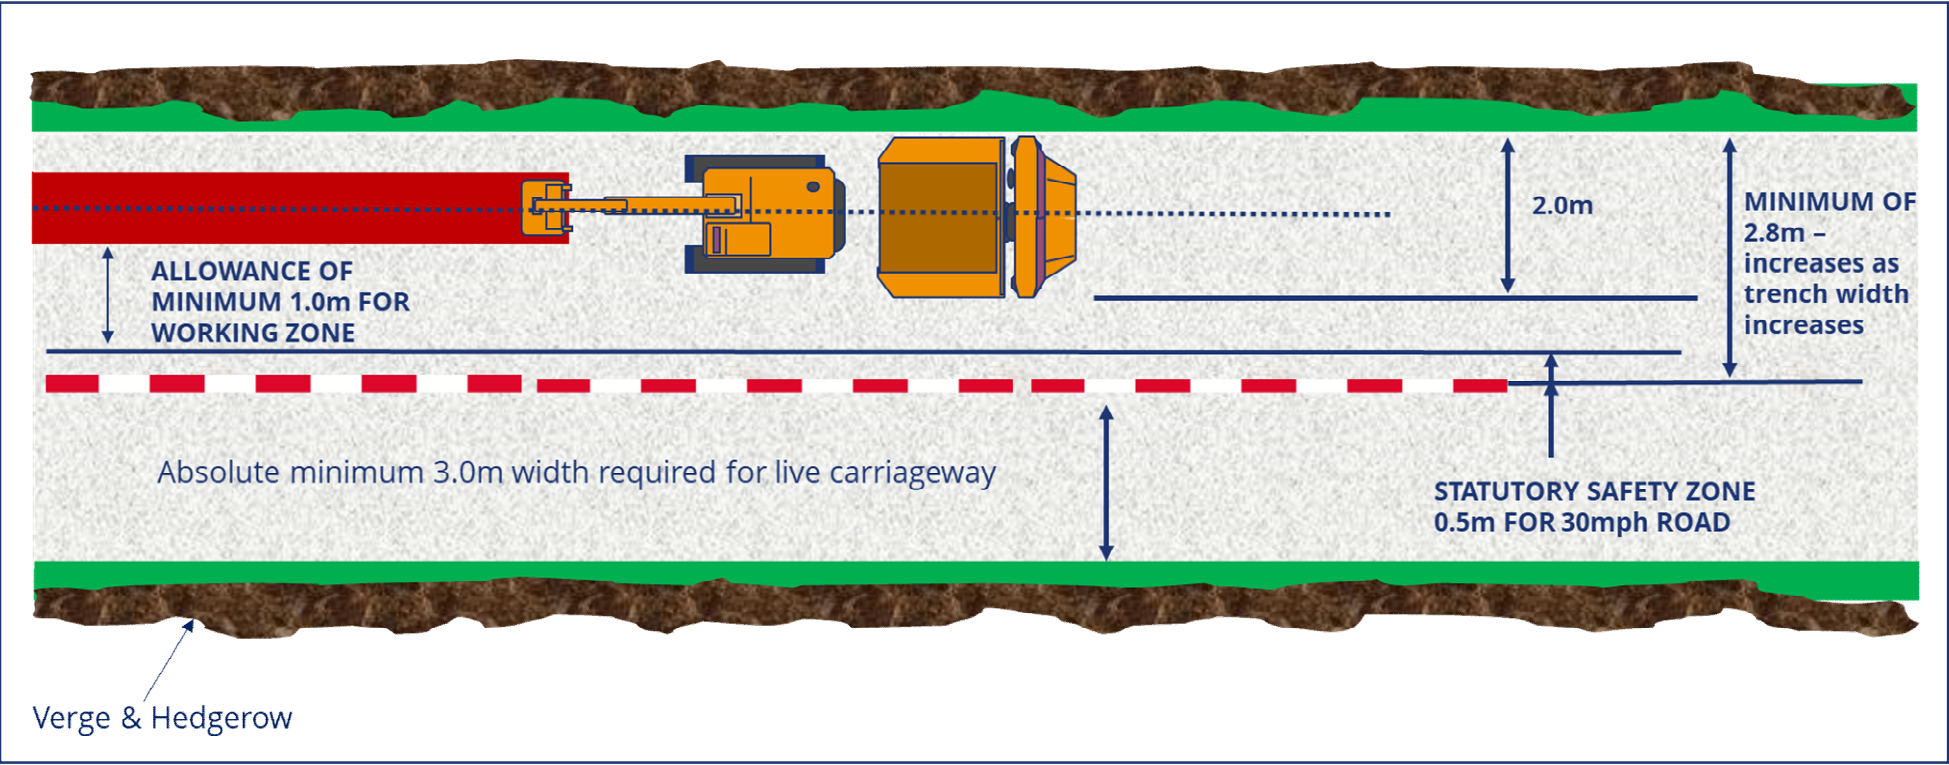 2.0m
MINIMUM OF
2.8m –
increases as
trench width
increases
ALLOWANCE OF
MINIMUM 1.0m FOR
WORKING ZONE
Absolute minimum 3.0m width required for live carriageway
STATUTORY SAFETY ZONE
0.5m FOR 30mph ROAD
Verge & Hedgerow